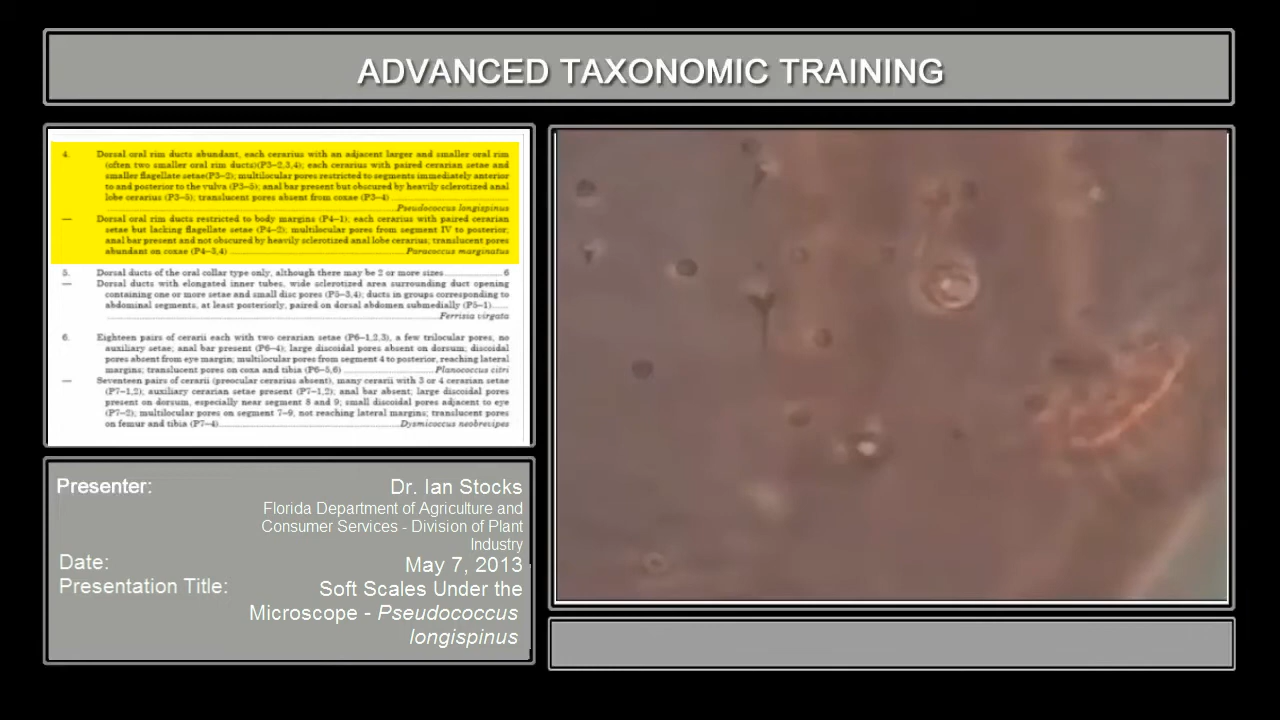 ADVANCED TAXONOMIC TRAINING
4. Dorsal oral rim ducts abundant, each cerarius with an adjacent larger and smaller oral rim
(often two smaller oral rim ducts)(P3–2,3,4); each cerarius with paired cerarian setae and
smaller flagellate setae(P3–2); multilocular pores restricted to segments immediately anterior
to and posterior to the vulva (P3–5); anal bar present but obscured by heavily sclerotized anal
lobe cerarius (P3–5); translucent pores absent from coxae (P3–4)
Pseudococcus longispinus
— Dorsal oral rim ducts restricted to body margins (P4–1); each cerarius with paired cerarian
setae but lacking flagellate setae (P4–2); multilocular pores from segment IV to posterior;
anal bar present and not obscured by heavily sclerotized anal lobe cerarius; translucent pores
abundant on coxae (P4–3,4) Paracoccus marginatus
5. Dorsal ducts of the oral collar type only, although there may be 2 or more sizes 6
— Dorsal ducts with elongated inner tubes, wide sclerotized area surrounding duct opening
containing one or more setae and small disc pores (P5–3,4); ducts in groups corresponding to
abdominal segments, at least posteriorly, paired on dorsal abdomen submedially (P5–1)
Ferrisia virgata
6. Eighteen pairs of cerarii each with two cerarian setae (P6–1,2,3), a few trilocular pores, no
auxiliary setae; anal bar present (P6–4); large discoidal pores absent on dorsum; discoidal
pores absent from eye margin; multilocular pores from segment 4 to posterior, reaching lateral
margins; translucent pores on coxa and tibia (P6–5,6) Planococcus citri
— Seventeen pairs of cerarii (preocular cerarius absent), many cerarii with 3 or 4 cerarian setae
(P7–1,2); auxiliary cerarian setae present (P7–1,2); anal bar absent; large discoidal pores
present on dorsum, especially near segment 8 and 9; small discoidal pores adjacent to eye
(P7–2); multilocular pores on segment 7–9, not reaching lateral margins; translucent pores
on femur and tibia (P7–4) Dysmicoccus neobrevipes
Presenter: Dr. Ian Stocks
Florida Department of Agriculture and
Consumer Services - Division of Plant
Industry
Date: May 7, 2013
Presentation Title: Soft Scales Under the
Microscope - Pseudococcus
longispinus